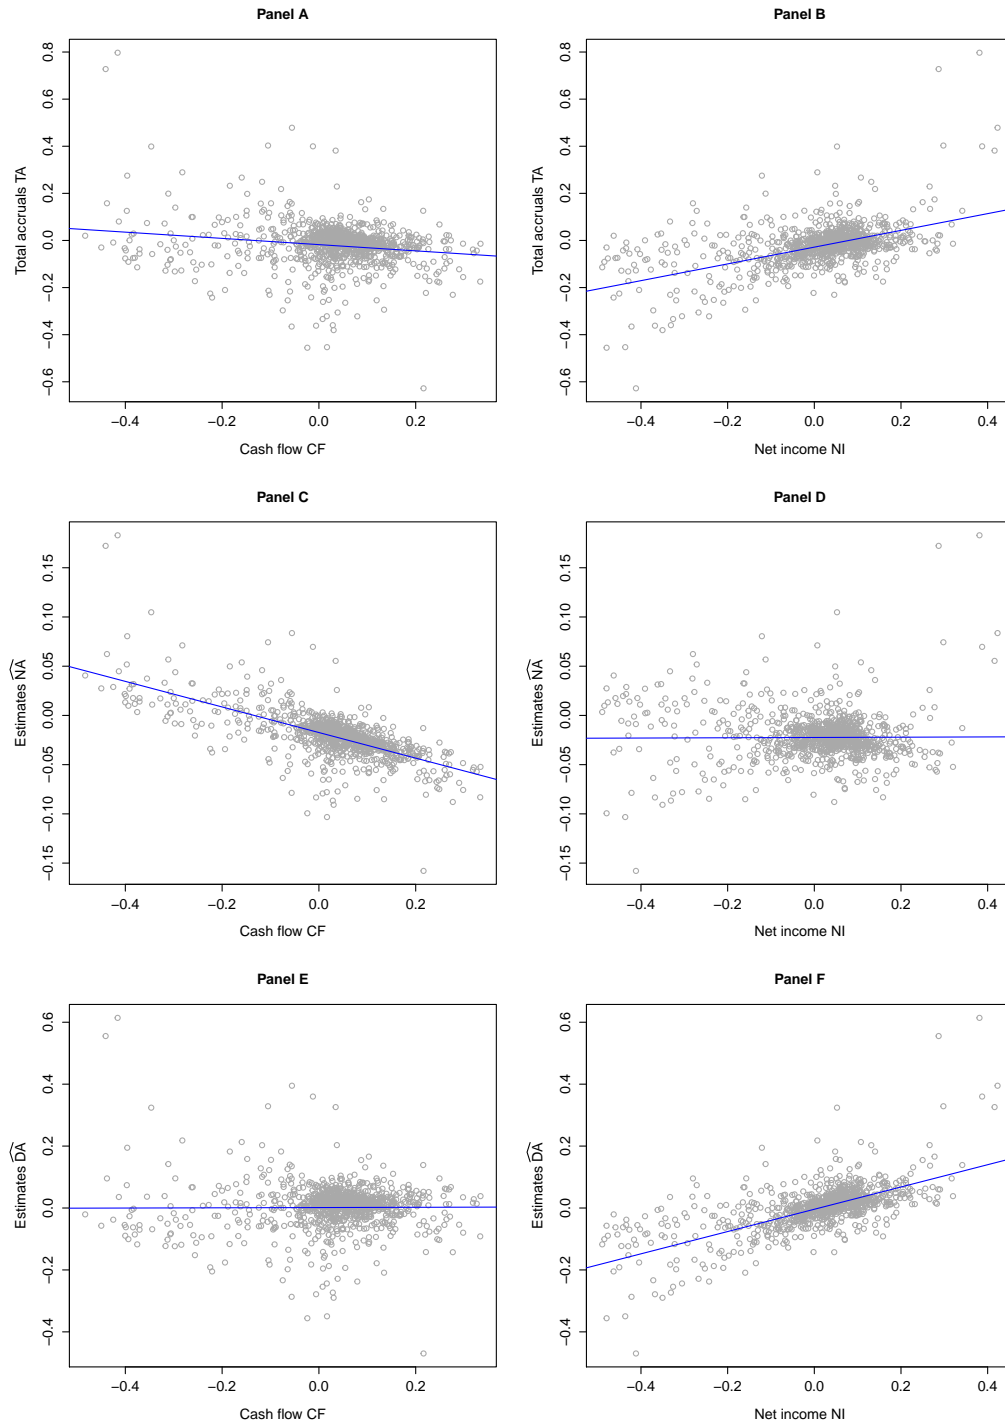 Panel A
Total accruals TA
0.8
0.6
0.4
0.2
0.0
−0.2
−0.4
−0.6
−0.4 −0.2 0.0 0.2
Cash flow CF
Panel B
Total accruals TA
0.8
0.6
0.4
0.2
0.0
−0.2
−0.4
−0.6
−0.4 −0.2 0.0 0.2 0.4
Net income NI
Panel C
Estimates N͡A
0.15
0.10
0.05
0.00
−0.05
−0.10
−0.15
−0.4 −0.2 0.0 0.2
Cash flow CF
Panel D
Estimates N͡A
0.15
0.10
0.05
0.00
−0.05
−0.10
−0.15
−0.4 −0.2 0.0 0.2 0.4
Net income NI
Panel E
Estimates D͡A
0.6
0.4
0.2
0.0
−0.2
−0.4
−0.4 −0.2 0.0 0.2
Cash flow CF
Panel F
Estimates D͡A
0.6
0.4
0.2
0.0
−0.2
−0.4
−0.4 −0.2 0.0 0.2 0.4
Net income NI